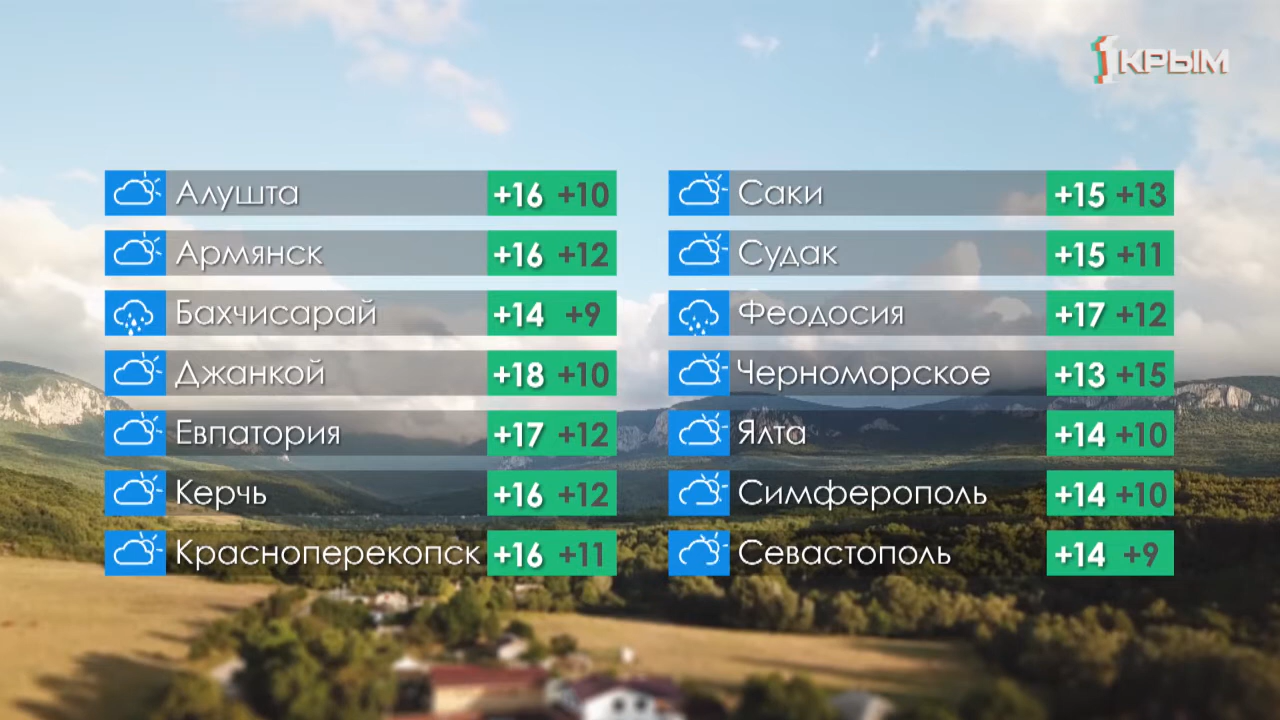 1 КРЫМ
Алушта +16 +10
Армянск +16 +12
Бахчисарай +14 +9
Джанкой +18 +10
Евпатория +17 +12
Керчь +16 +12
Красноперекопск +16 +11
Саки +15 +13
Судак +15 +11
Феодосия +17 +12
Черноморское +13 +15
Ялта +14 +10
Симферополь +14 +10
Севастополь +14 +9